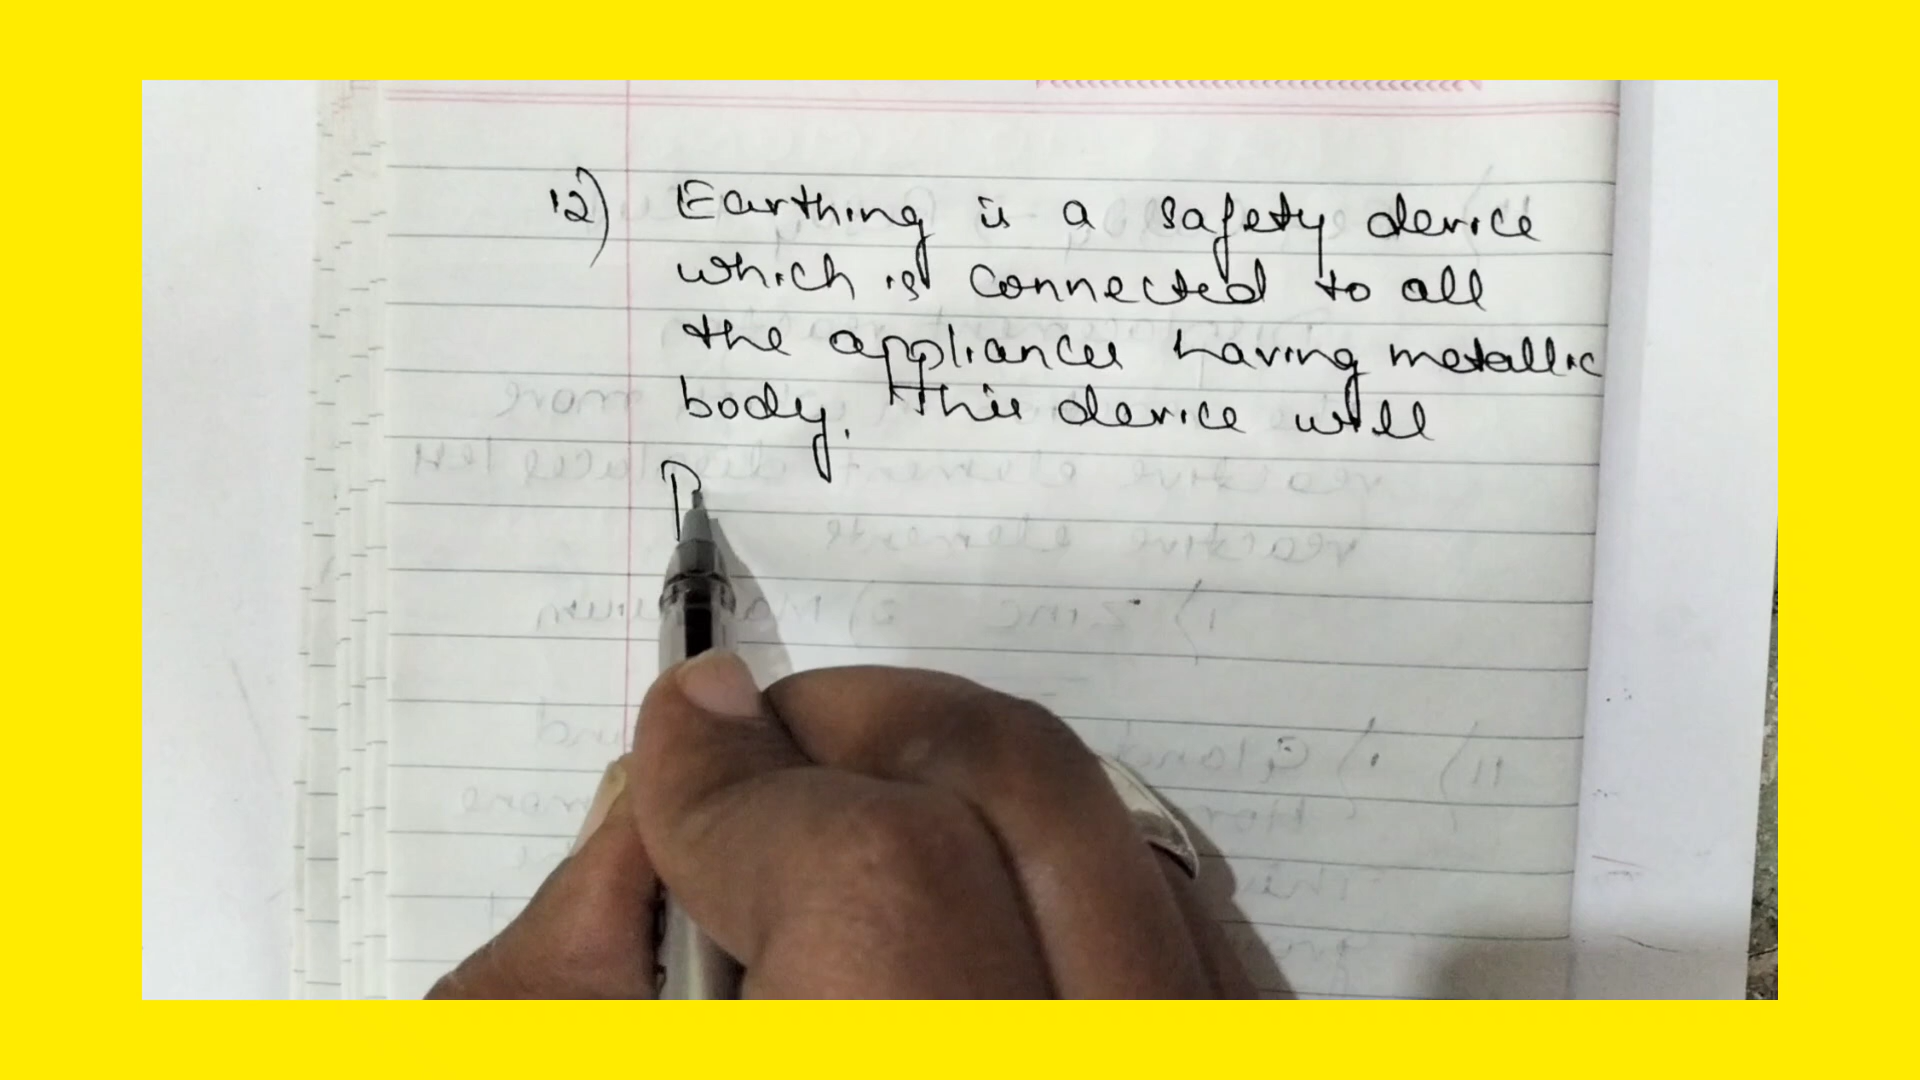 12) Earthing is a safety device
which is connected to all
the appliances having metallic
body. This device will
P